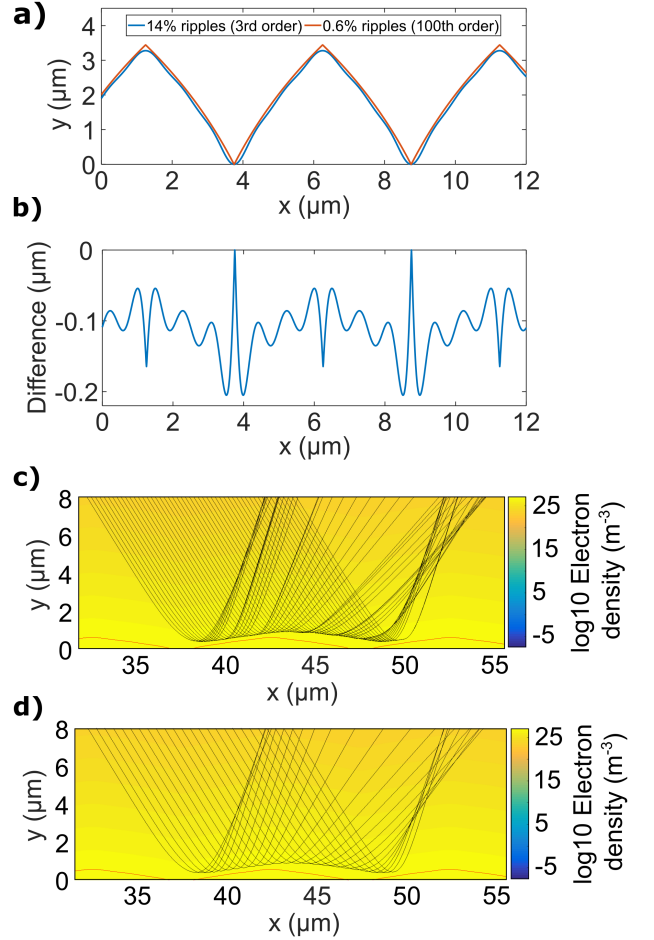 a)
14% ripples (3rd order) 0.6% ripples (100th order)
4
3
2
1
0
y (μm)
0 2 4 6 8 10 12
x (μm)
b)
0
-0.1
-0.2
Difference (μm)
0 2 4 6 8 10 12
x (μm)
c)
8
6
4
2
0
y (μm)
35 40 45 50 55
x (μm)
25
15
5
-5
log10 Electron
density (m⁻³)
d)
8
6
4
2
0
y (μm)
35 40 45 50 55
x (μm)
25
15
5
-5
log10 Electron
density (m⁻³)